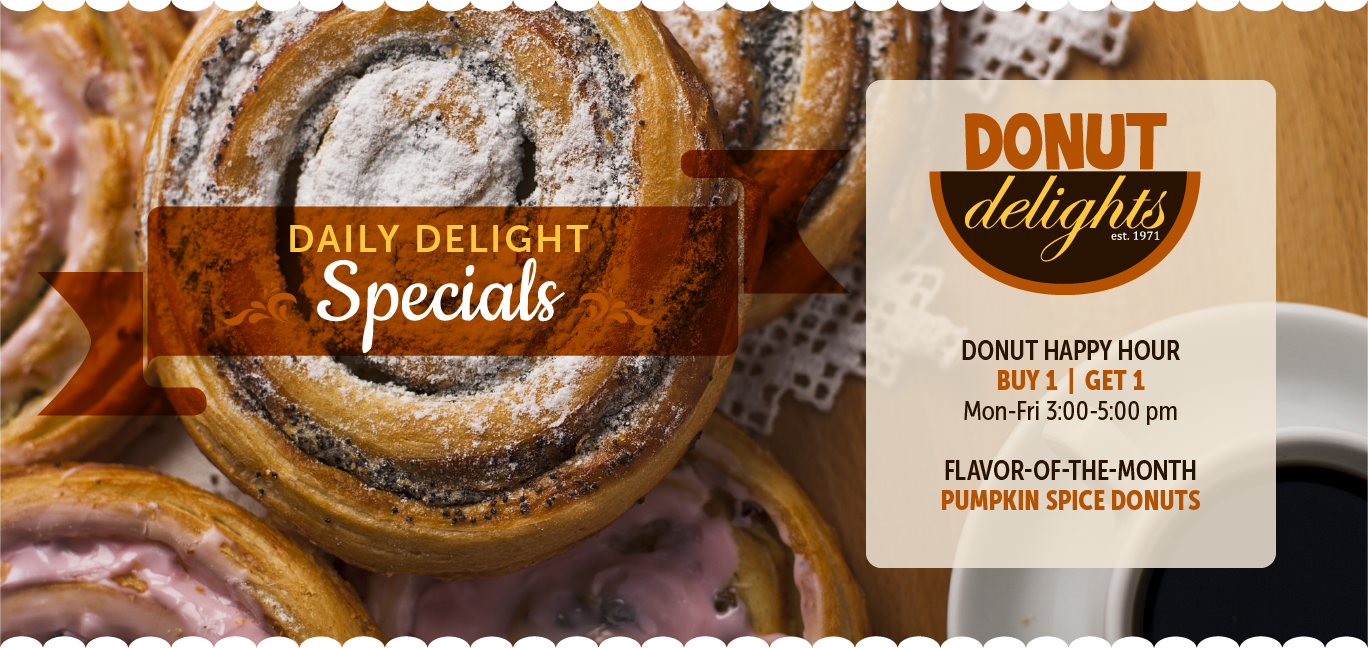 DAILY DELIGHT
Specials
DONUT
delights
est. 1971
DONUT HAPPY HOUR
BUY 1 | GET 1
Mon-Fri 3:00-5:00 pm
FLAVOR-OF-THE-MONTH
PUMPKIN SPICE DONUTS